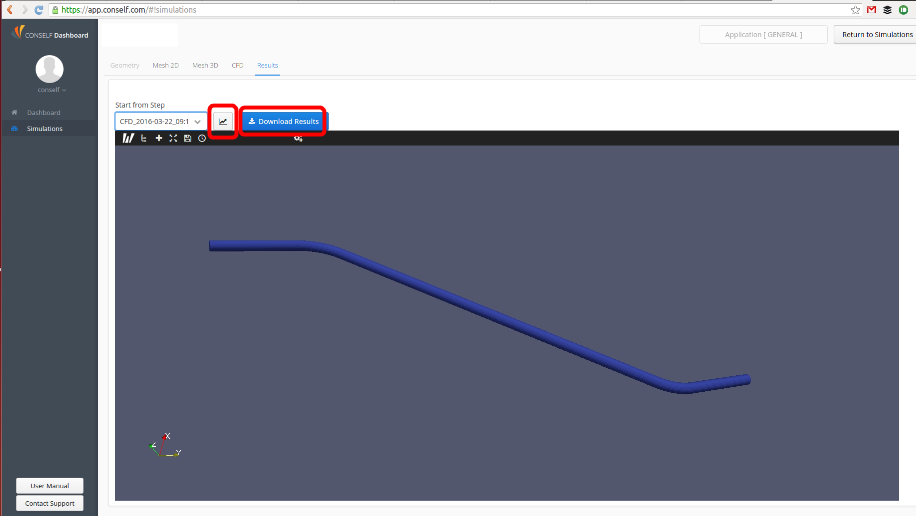 https://app.conself.com/#!simulations
CONSELF Dashboard
Application [ GENERAL ]
Return to Simulations
Geometry
Mesh 2D
Mesh 3D
CFD
Results
conself
Start from Step
Dashboard
CFD_2016-03-22_09:1
Download Results
Simulations
X
Z
Y
User Manual
Contact Support